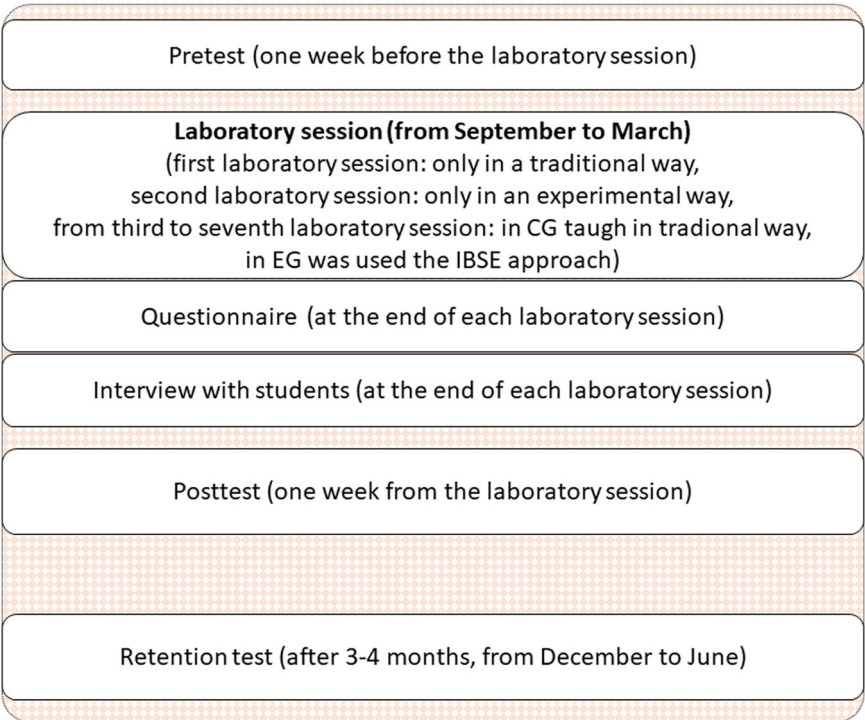 Pretest (one week before the laboratory session)
Laboratory session (from September to March)
(first laboratory session: only in a traditional way,
second laboratory session: only in an experimental way,
from third to seventh laboratory session: in CG taugh in tradional way,
in EG was used the IBSE approach)
Questionnaire (at the end of each laboratory session)
Interview with students (at the end of each laboratory session)
Posttest (one week from the laboratory session)
Retention test (after 3-4 months, from December to June)